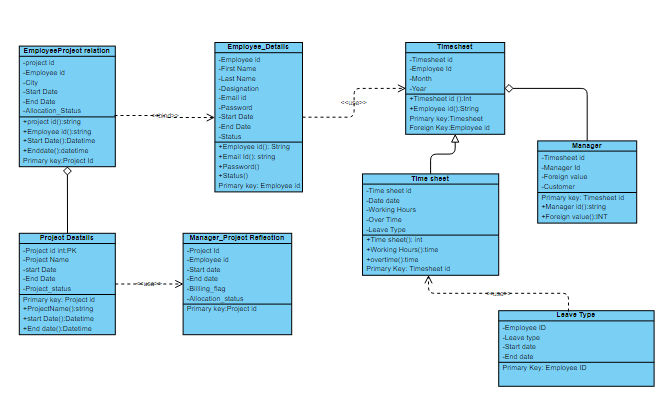 EmployeeProject relation
-project id
-Employee id
-City
-Start Date
-End Date
-Allocation_Status
+project id():string
+Employee id():string
+Start Date():Datetime
+Enddate():datetime
Primary key:Project Id
<<bind>>
Employee_Details
-Employee id
-First Name
-Last Name
-Designation
-Email id
-Password
-Start Date
-End Date
-Status
+Employee id(): String
+Email Id(): string
+Password()
+Status()
Primary key: Employee id
<<use>>
Timesheet
-Timesheet id
-Employee Id
-Month
-Year
+Timesheet id ():Int
+Employee id():String
Primary key:Timesheet
Foreign Key:Employee id
Manager
-Timesheet id
-Manager Id
-Foreign value
-Customer
Primary key: Timesheet id
+Manager id():string
+Foreign value():INT
Time sheet
-Time sheet id
-Date date
-Working Hours
-Over Time
-Leave Type
+Time sheet(): int
+Working Hours():time
+overtime():time
Primary Key: Timesheet id
Project Deatails
-Project id int:PK
-Project Name
-start Date
-End Date
-Project_status
Primary key: Project id
+ProjectName():string
+start Date():Datetime
+End date():Datetime
<<use>>
Manager_Project Reflection
-Project Id
-Employee id
-Start date
-End date
-Billing_flag
-Allocation_status
Primary key:Project id
<<use>>
Leave Type
-Employee ID
-Leave type
-Start date
-End date
Primary Key: Employee ID